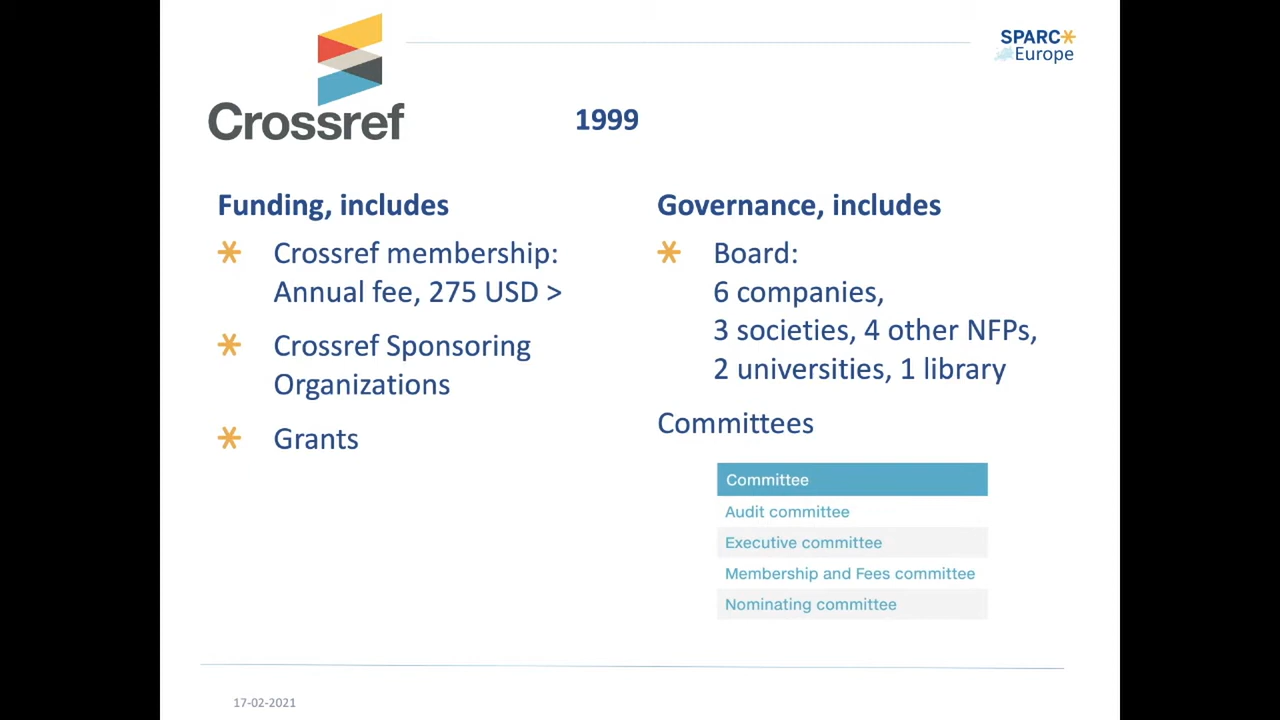 Crossref
SPARC
Europe
1999
Funding, includes
Crossref membership:
Annual fee, 275 USD >
Crossref Sponsoring
Organizations
Grants
Governance, includes
Board:
6 companies,
3 societies, 4 other NFPs,
2 universities, 1 library
Committees
Committee
Audit committee
Executive committee
Membership and Fees committee
Nominating committee
17-02-2021